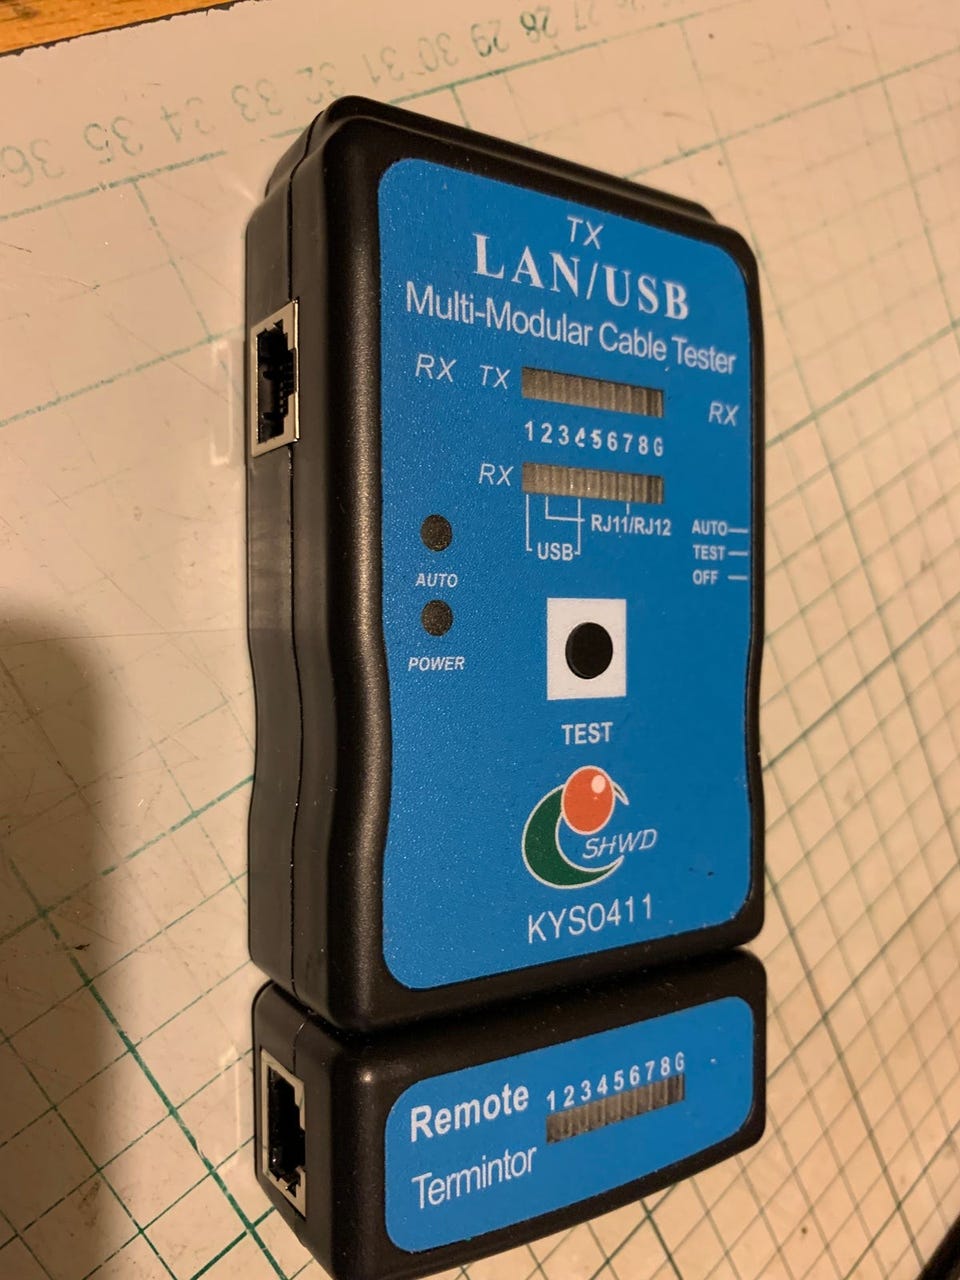 36 35 34 33 32 31 30 29 28 27 26
TX
LAN/USB
Multi-Modular Cable Tester
RX TX
RX
12345678G
RX
RJ11/RJ12
USB
AUTO
TEST
OFF
AUTO
POWER
TEST
SHWD
KYS0411
12345678G
Remote
Termintor